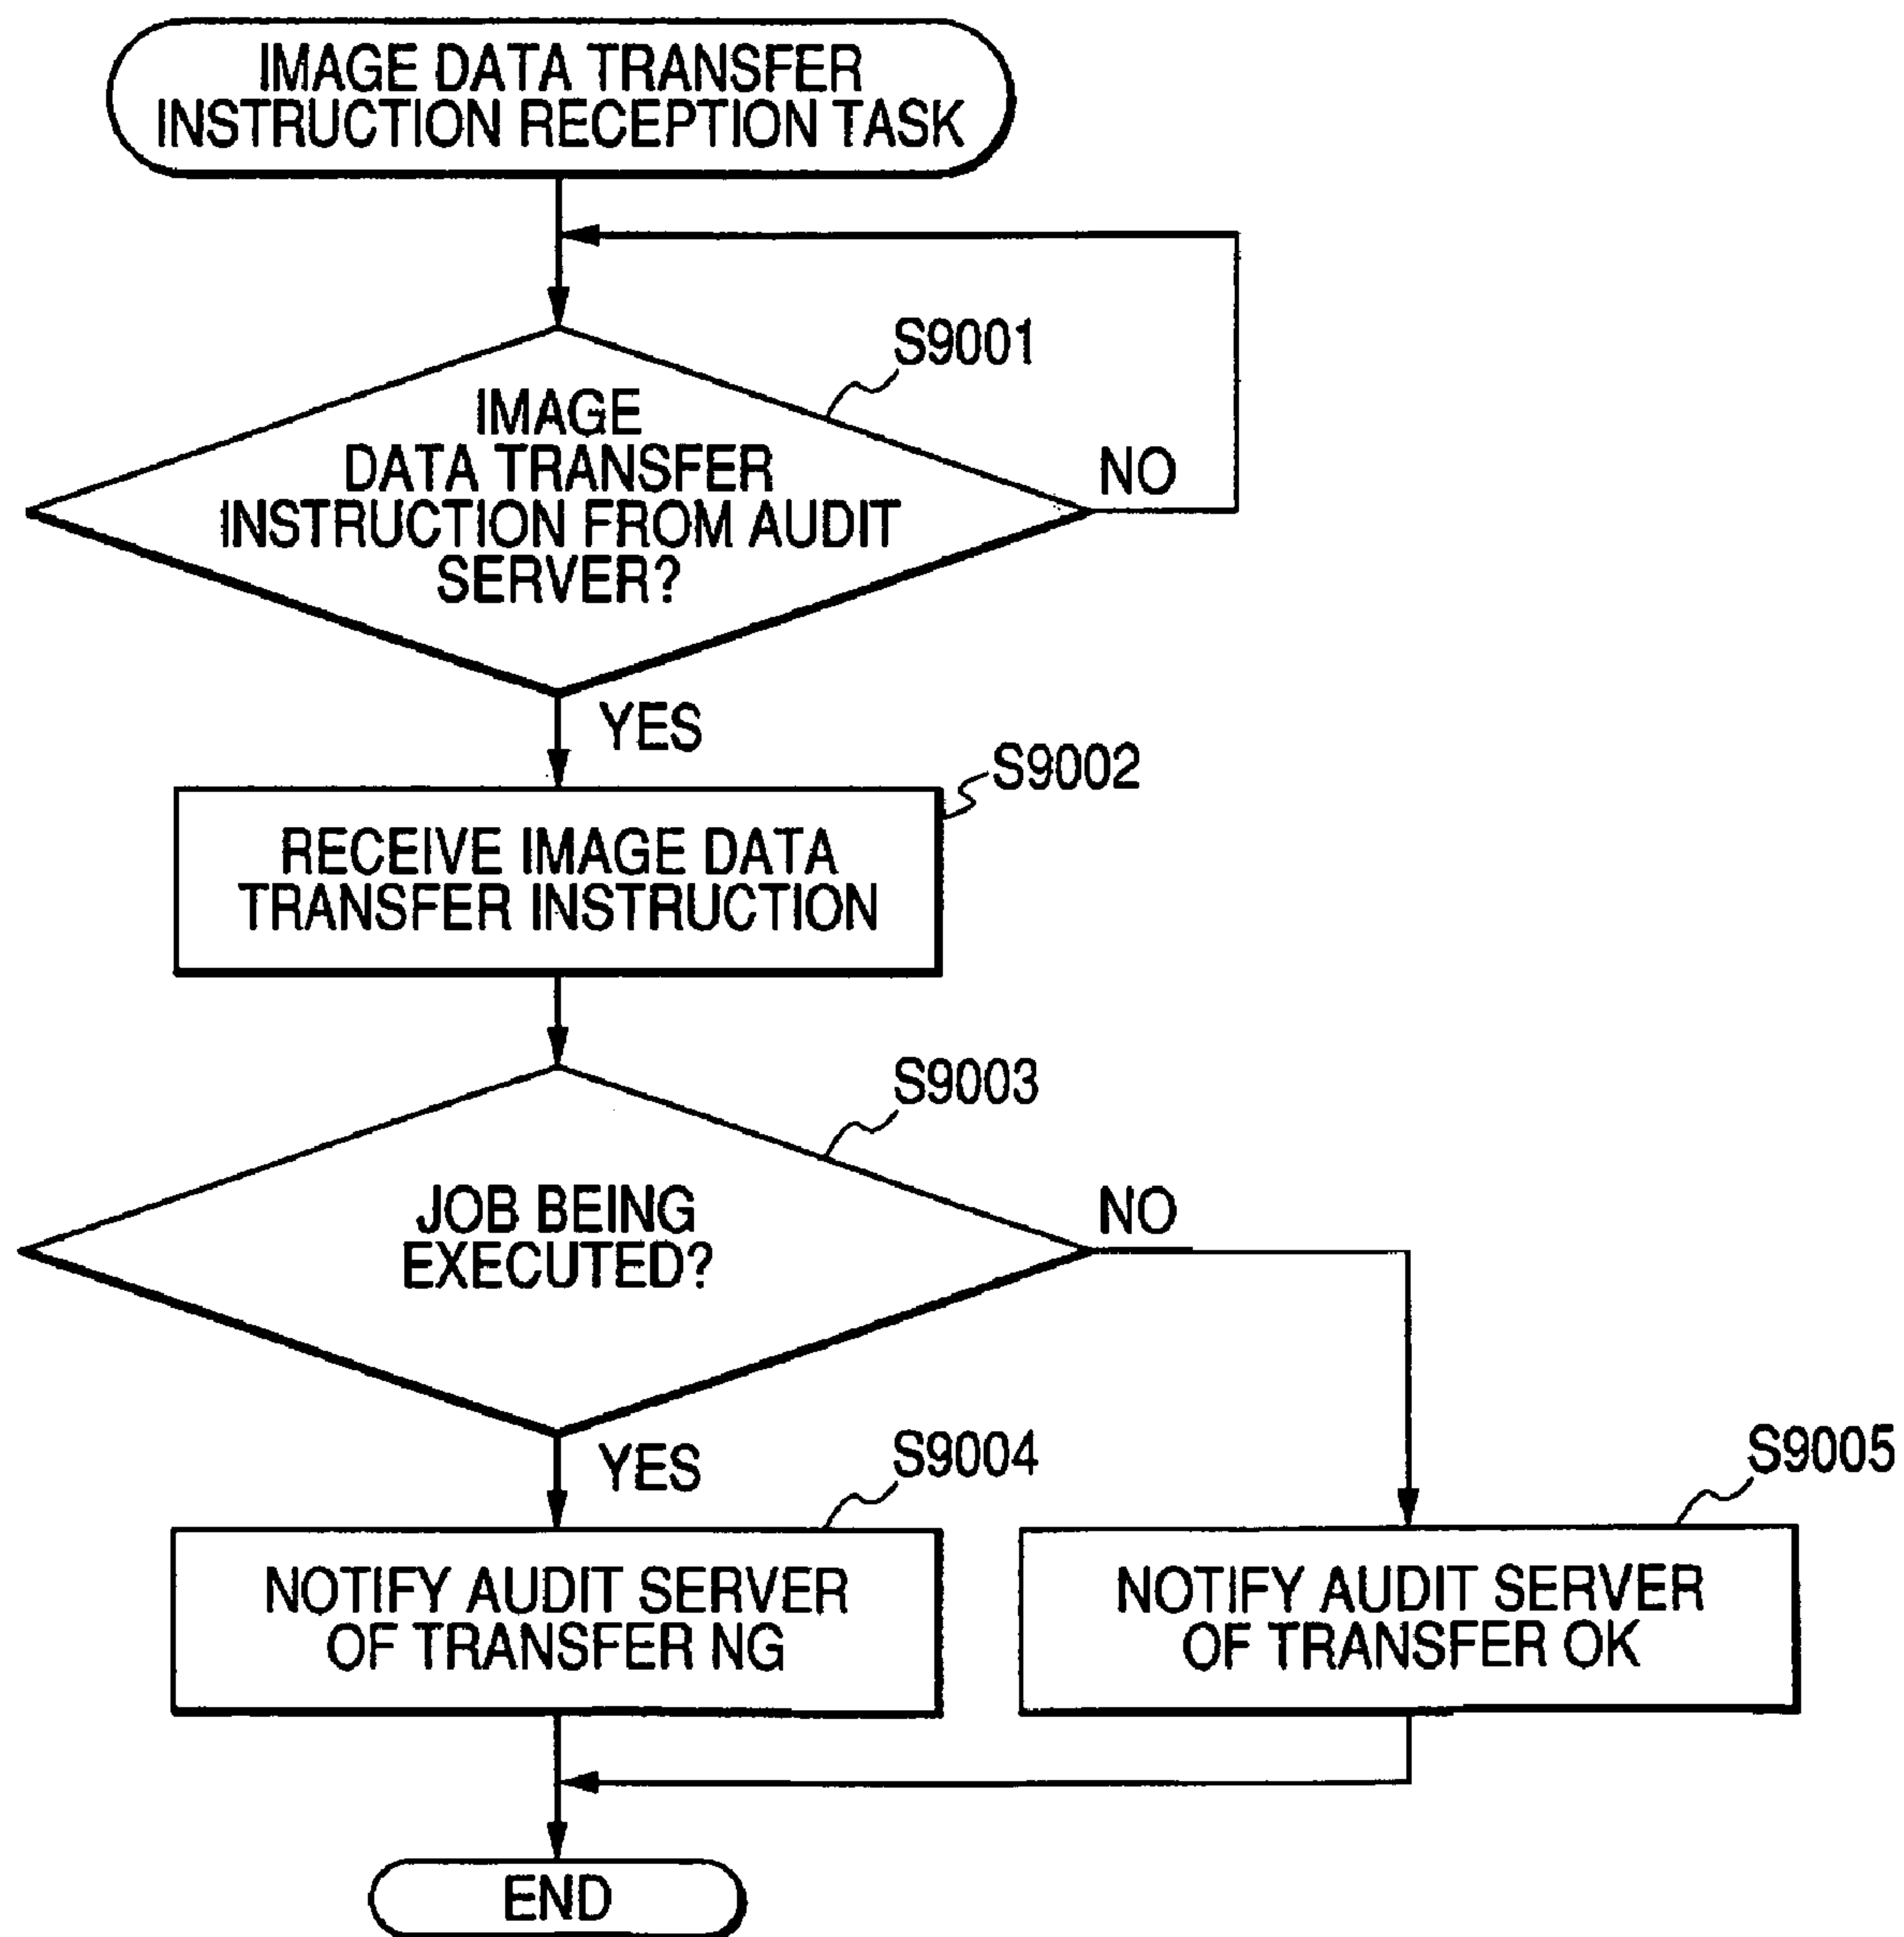 IMAGE DATA TRANSFER
INSTRUCTION RECEPTION TASK
S9001
IMAGE
DATA TRANSFER
INSTRUCTION FROM AUDIT
SERVER?
NO
YES
S9002
RECEIVE IMAGE DATA
TRANSFER INSTRUCTION
S9003
JOB BEING
EXECUTED?
NO
YES
S9004
S9005
NOTIFY AUDIT SERVER
OF TRANSFER NG
NOTIFY AUDIT SERVER
OF TRANSFER OK
END